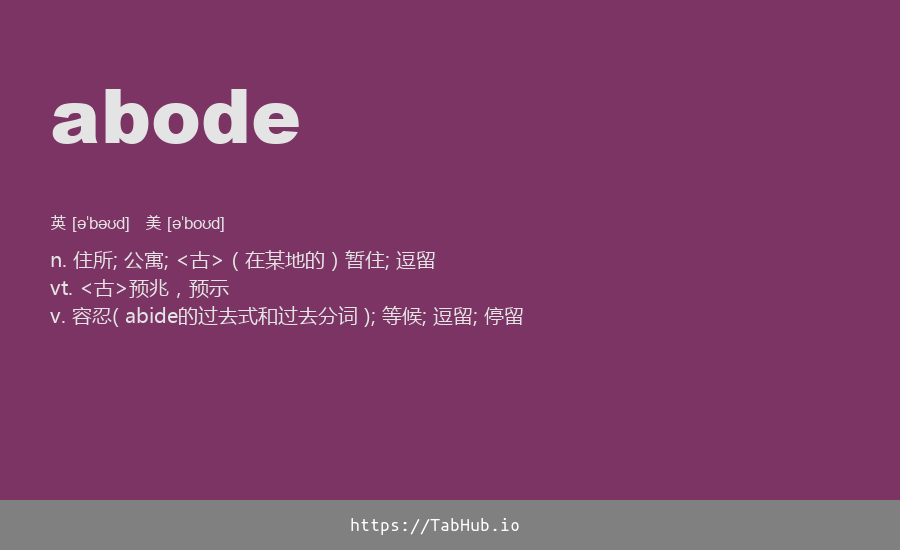 abode
英 [əˈbəʊd] 美 [əˈboʊd]
n. 住所; 公寓; <古>（在某地的）暂住; 逗留
vt. <古>预兆，预示
v. 容忍( abide的过去式和过去分词 ); 等候; 逗留; 停留
https://TabHub.io